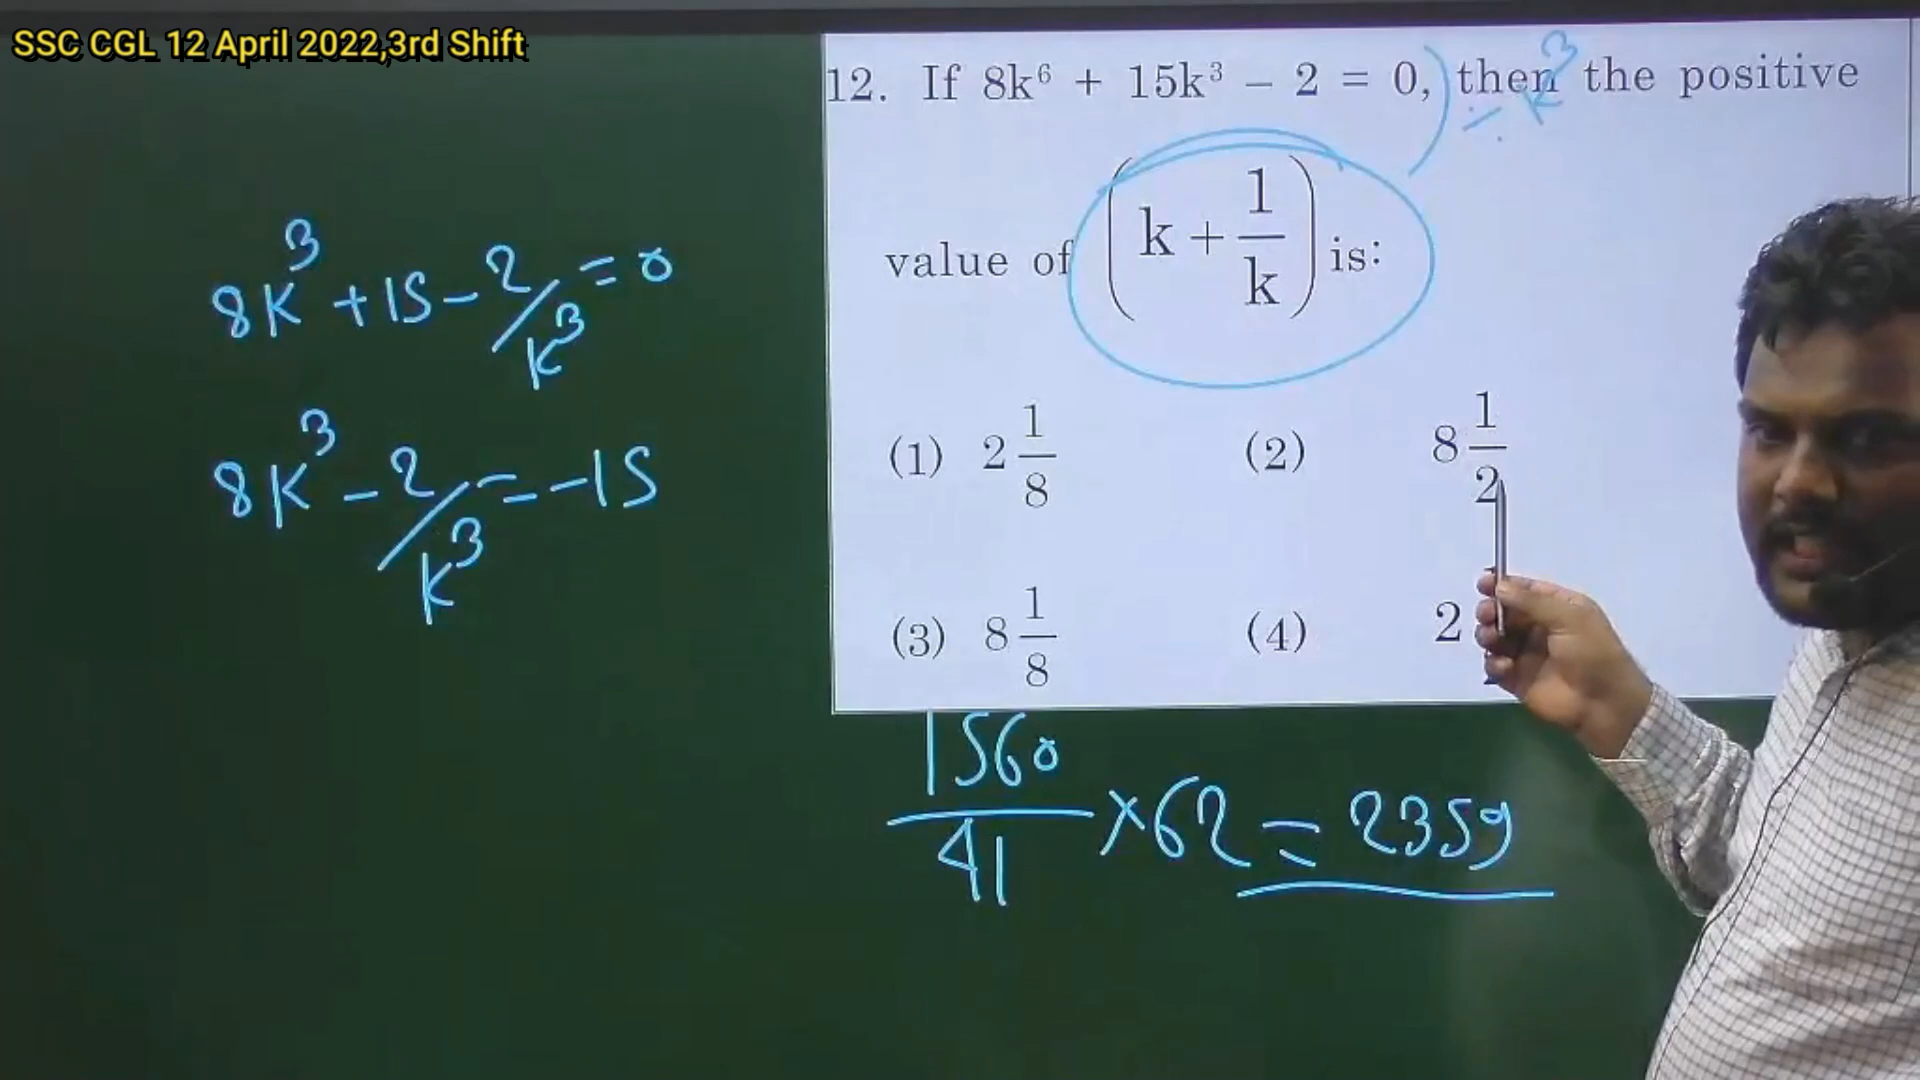 SSC CGL 12 April 2022,3rd Shift
12. If 8k⁶ + 15k³ – 2 = 0, then the positive
÷ k³
value of (k + 1/k) is:
(1) 2 1/8 (2) 8 1/2
(3) 8 1/8 (4) 2
8k³ + 15 – 2/k³ = 0
8k³ – 2/k³ = –15
1560/41 × 62 = 2359